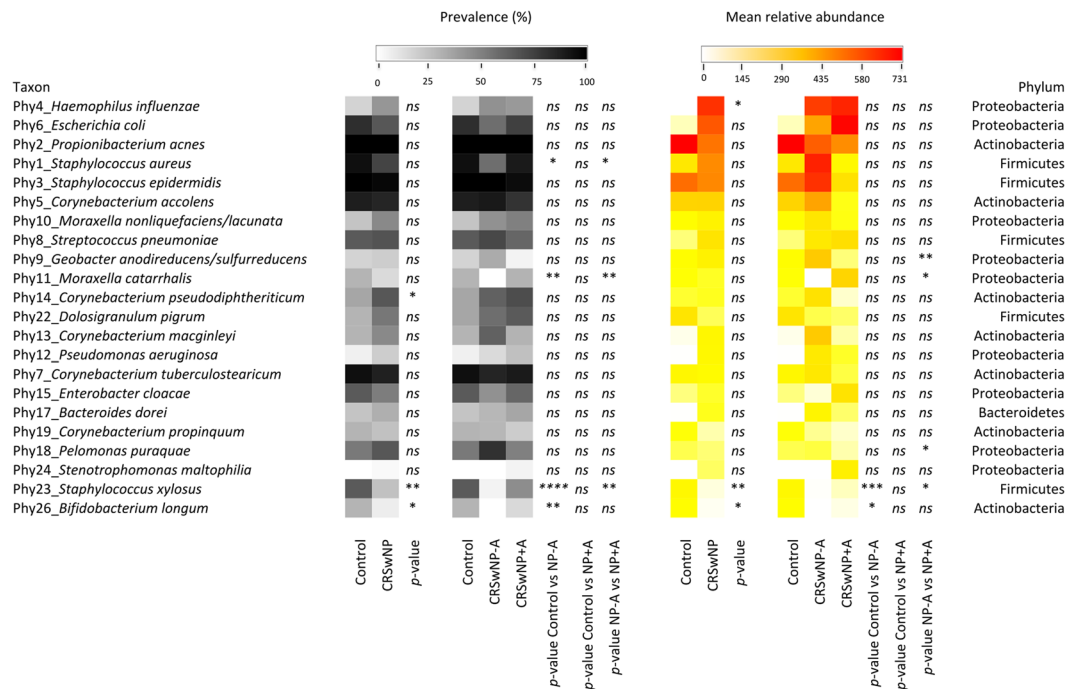 Prevalence (%) Mean relative abundance
0 25 50 75 100 0 145 290 435 580 731
Taxon Phylum
Phy4_Haemophilus influenzae ns ns ns ns * ns ns ns Proteobacteria
Phy6_Escherichia coli ns ns ns ns ns ns ns ns Proteobacteria
Phy2_Propionibacterium acnes ns ns ns ns ns ns ns ns Actinobacteria
Phy1_Staphylococcus aureus ns * ns * ns ns ns ns Firmicutes
Phy3_Staphylococcus epidermidis ns ns ns ns ns ns ns ns Firmicutes
Phy5_Corynebacterium accolens ns ns ns ns ns ns ns ns Actinobacteria
Phy10_Moraxella nonliquefaciens/lacunata ns ns ns ns ns ns ns ns Proteobacteria
Phy8_Streptococcus pneumoniae ns ns ns ns ns ns ns ns Firmicutes
Phy9_Geobacter anodireducens/sulfurreducens ns ns ns ns ns ns ns ** Proteobacteria
Phy11_Moraxella catarrhalis ns ** ns ** ns ns ns * Proteobacteria
Phy14_Corynebacterium pseudodiphtheriticum * ns ns ns ns ns ns ns Actinobacteria
Phy22_Dolosigranulum pigrum ns ns ns ns ns ns ns ns Firmicutes
Phy13_Corynebacterium macginleyi ns ns ns ns ns ns ns ns Actinobacteria
Phy12_Pseudomonas aeruginosa ns ns ns ns ns ns ns ns Proteobacteria
Phy7_Corynebacterium tuberculostearicum ns ns ns ns ns ns ns ns Actinobacteria
Phy15_Enterobacter cloacae ns ns ns ns ns ns ns ns Proteobacteria
Phy17_Bacteroides dorei ns ns ns ns ns ns ns ns Bacteroidetes
Phy19_Corynebacterium propinquum ns ns ns ns ns ns ns ns Actinobacteria
Phy18_Pelomonas puraquae ns ns ns ns ns ns ns * Proteobacteria
Phy24_Stenotrophomonas maltophilia ns ns ns ns ns ns ns ns Proteobacteria
Phy23_Staphylococcus xylosus ** **** ns ** ** *** ns * Firmicutes
Phy26_Bifidobacterium longum * ** ns ns * * ns ns Actinobacteria
Control
CRSwNP
p-value
Control
CRSwNP-A
CRSwNP+A
p-value Control vs NP-A
p-value Control vs NP+A
p-value NP-A vs NP+A
Control
CRSwNP
p-value
Control
CRSwNP-A
CRSwNP+A
p-value Control vs NP-A
p-value Control vs NP+A
p-value NP-A vs NP+A